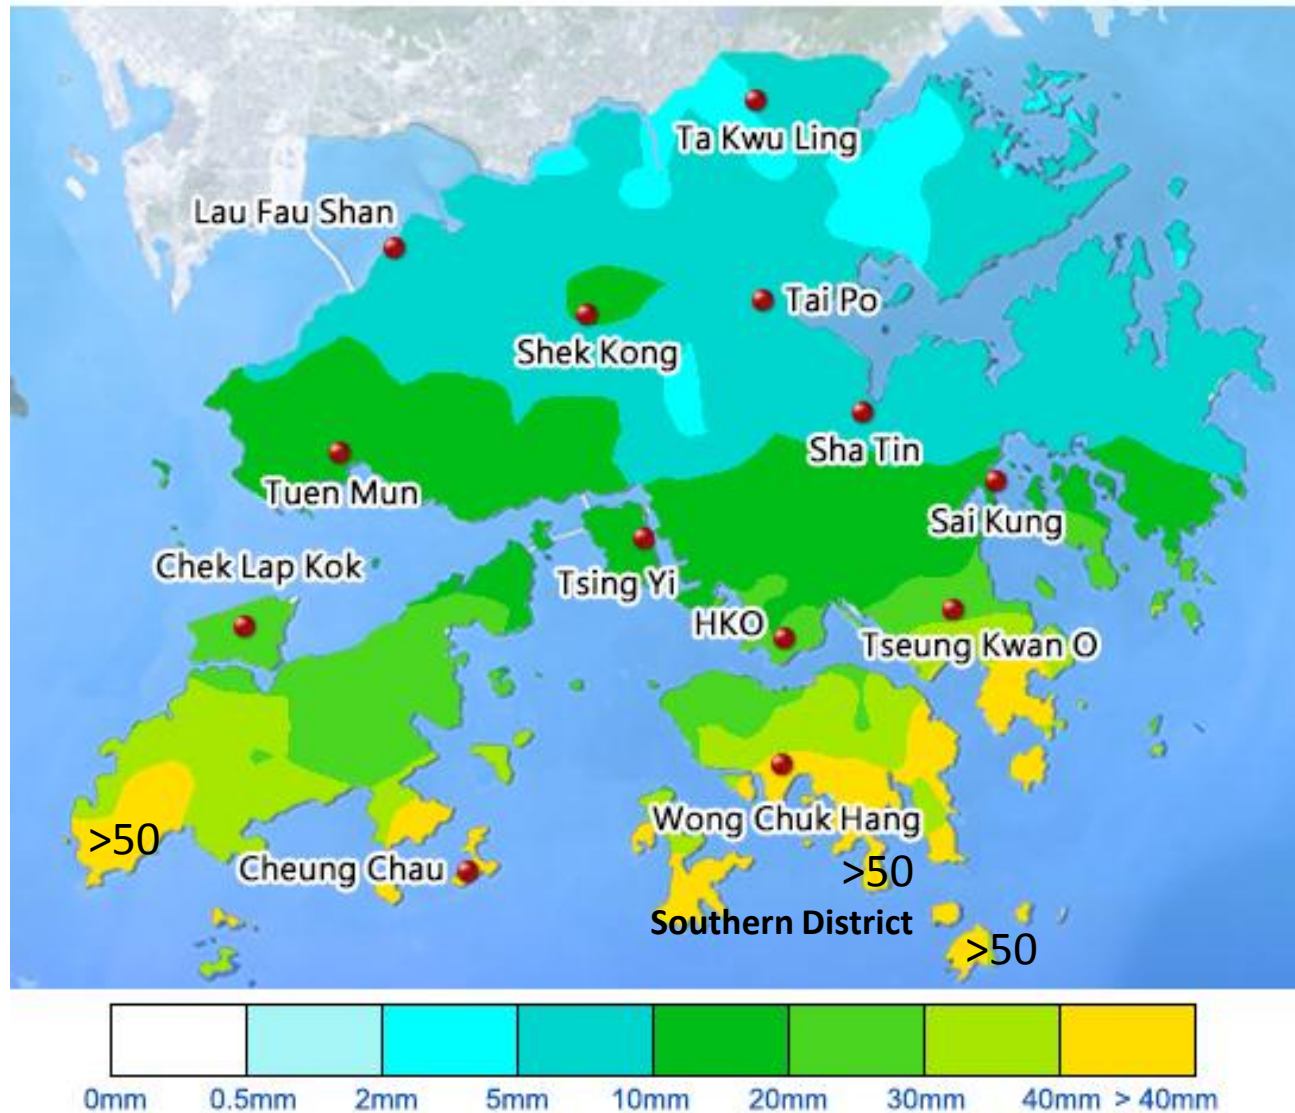 Ta Kwu Ling
Lau Fau Shan
Tai Po
Shek Kong
Sha Tin
Tuen Mun
Sai Kung
Chek Lap Kok
Tsing Yi
HKO
Tseung Kwan O
Wong Chuk Hang
>50
Cheung Chau
>50
Southern District
>50
0mm 0.5mm 2mm 5mm 10mm 20mm 30mm 40mm > 40mm